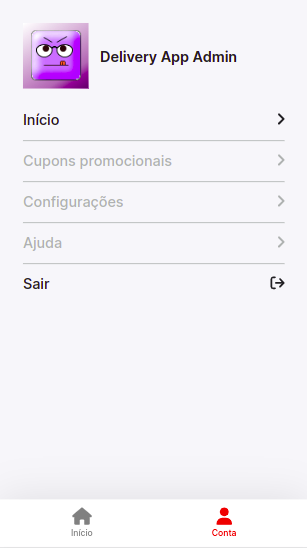 Delivery App Admin
Início
Cupons promocionais
Configurações
Ajuda
Sair
Início
Conta